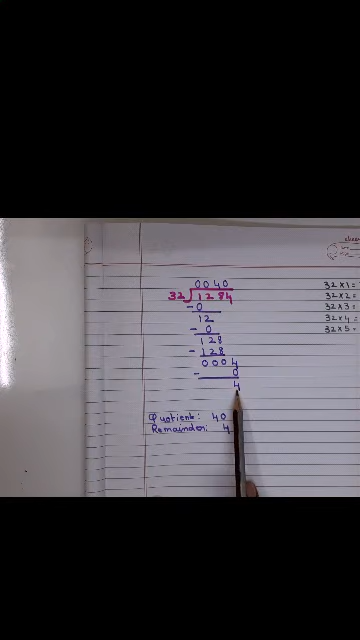 0040
32 1284
- 0
12
- 0
128
- 128
0004
- 0
4
Quotient: 40
Remainder: 4
32 x 1 =
32 x 2 =
32 x 3 =
32 x 4 =
32 x 5 =